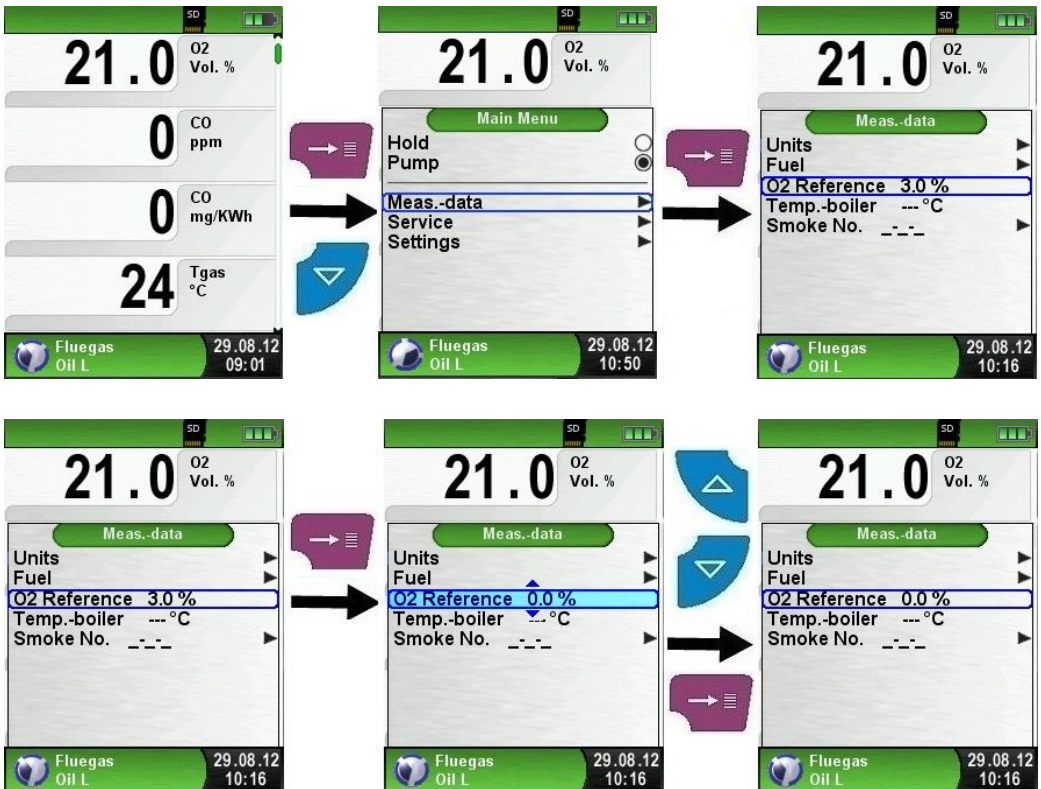 SD
21.0 O2 Vol. %
0 CO ppm
0 CO mg/KWh
24 Tgas °C
Fluegas 29.08.12
Oil L 09:01
SD
21.0 O2 Vol. %
Main Menu
Hold
Pump
Meas.-data
Service
Settings
Fluegas 29.08.12
Oil L 10:50
SD
21.0 O2 Vol. %
Meas.-data
Units
Fuel
O2 Reference 3.0 %
Temp.-boiler --- °C
Smoke No. _-_-_
Fluegas 29.08.12
Oil L 10:16
SD
21.0 O2 Vol. %
Meas.-data
Units
Fuel
O2 Reference 3.0 %
Temp.-boiler --- °C
Smoke No. _-_-_
Fluegas 29.08.12
Oil L 10:16
SD
21.0 O2 Vol. %
Meas.-data
Units
Fuel
O2 Reference 0.0 %
Temp.-boiler --- °C
Smoke No. _-_-_
Fluegas 29.08.12
Oil L 10:16
SD
21.0 O2 Vol. %
Meas.-data
Units
Fuel
O2 Reference 0.0 %
Temp.-boiler --- °C
Smoke No. _-_-_
Fluegas 29.08.12
Oil L 10:16